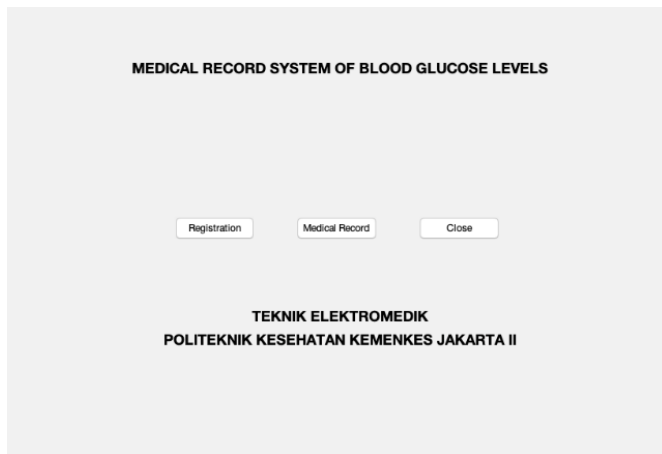 MEDICAL RECORD SYSTEM OF BLOOD GLUCOSE LEVELS
Registration
Medical Record
Close
TEKNIK ELEKTROMEDIK
POLITEKNIK KESEHATAN KEMENKES JAKARTA II